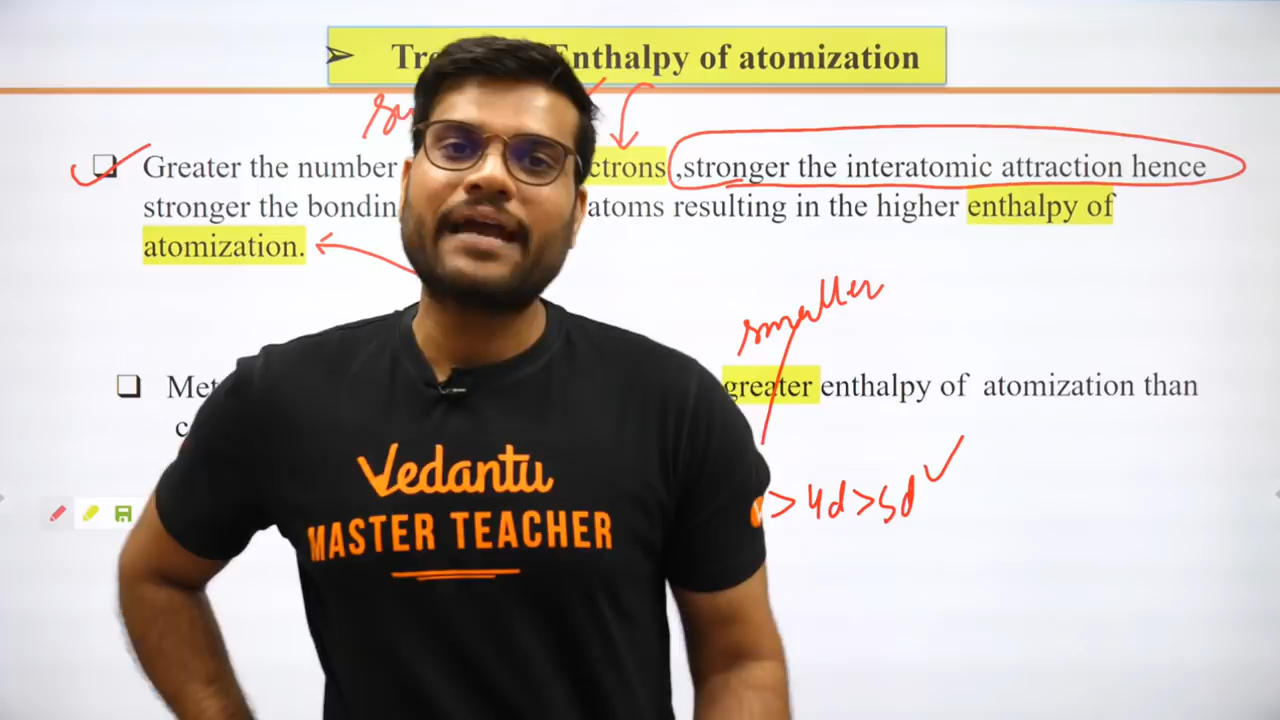 ➢ Enthalpy of atomization
❑ Greater the number ctrons ,stronger the interatomic attraction hence
stronger the bondin atoms resulting in the higher enthalpy of
atomization.
smaller
❑ Met greater enthalpy of atomization than
c
> 4d > 5d ✓
Vedantu
MASTER TEACHER